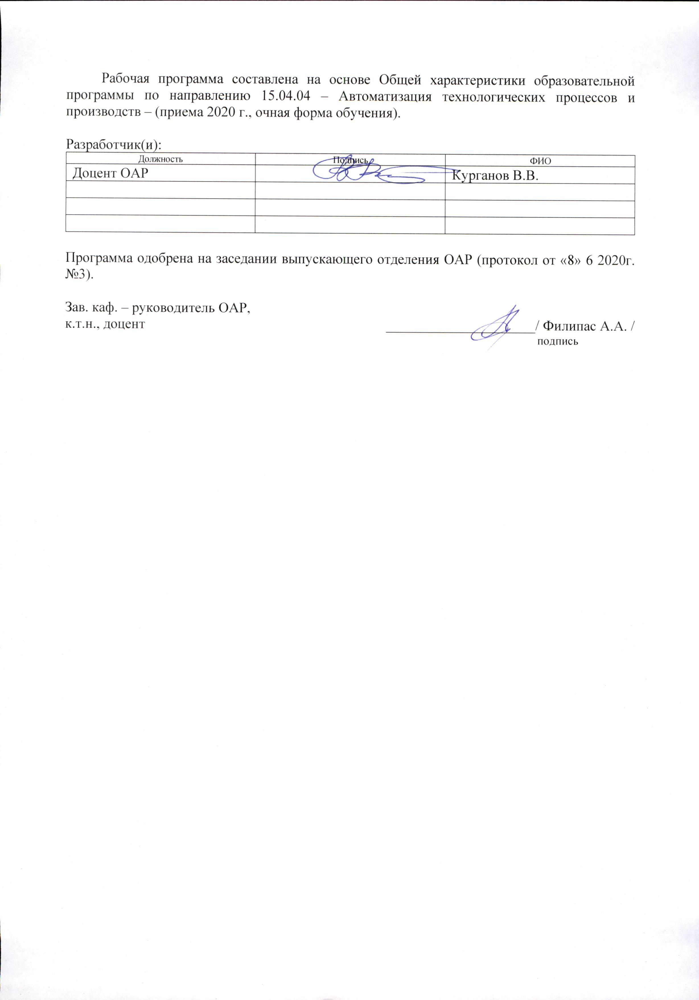 Рабочая программа составлена на основе Общей характеристики образовательной
программы по направлению 15.04.04 – Автоматизация технологических процессов и
производств – (приема 2020 г., очная форма обучения).
Разработчик(и):
Должность Подпись ФИО
Доцент ОАР Курганов В.В.
Программа одобрена на заседании выпускающего отделения ОАР (протокол от «8» 6 2020г.
№3).
Зав. каф. – руководитель ОАР,
к.т.н., доцент / Филипас А.А. /
подпись